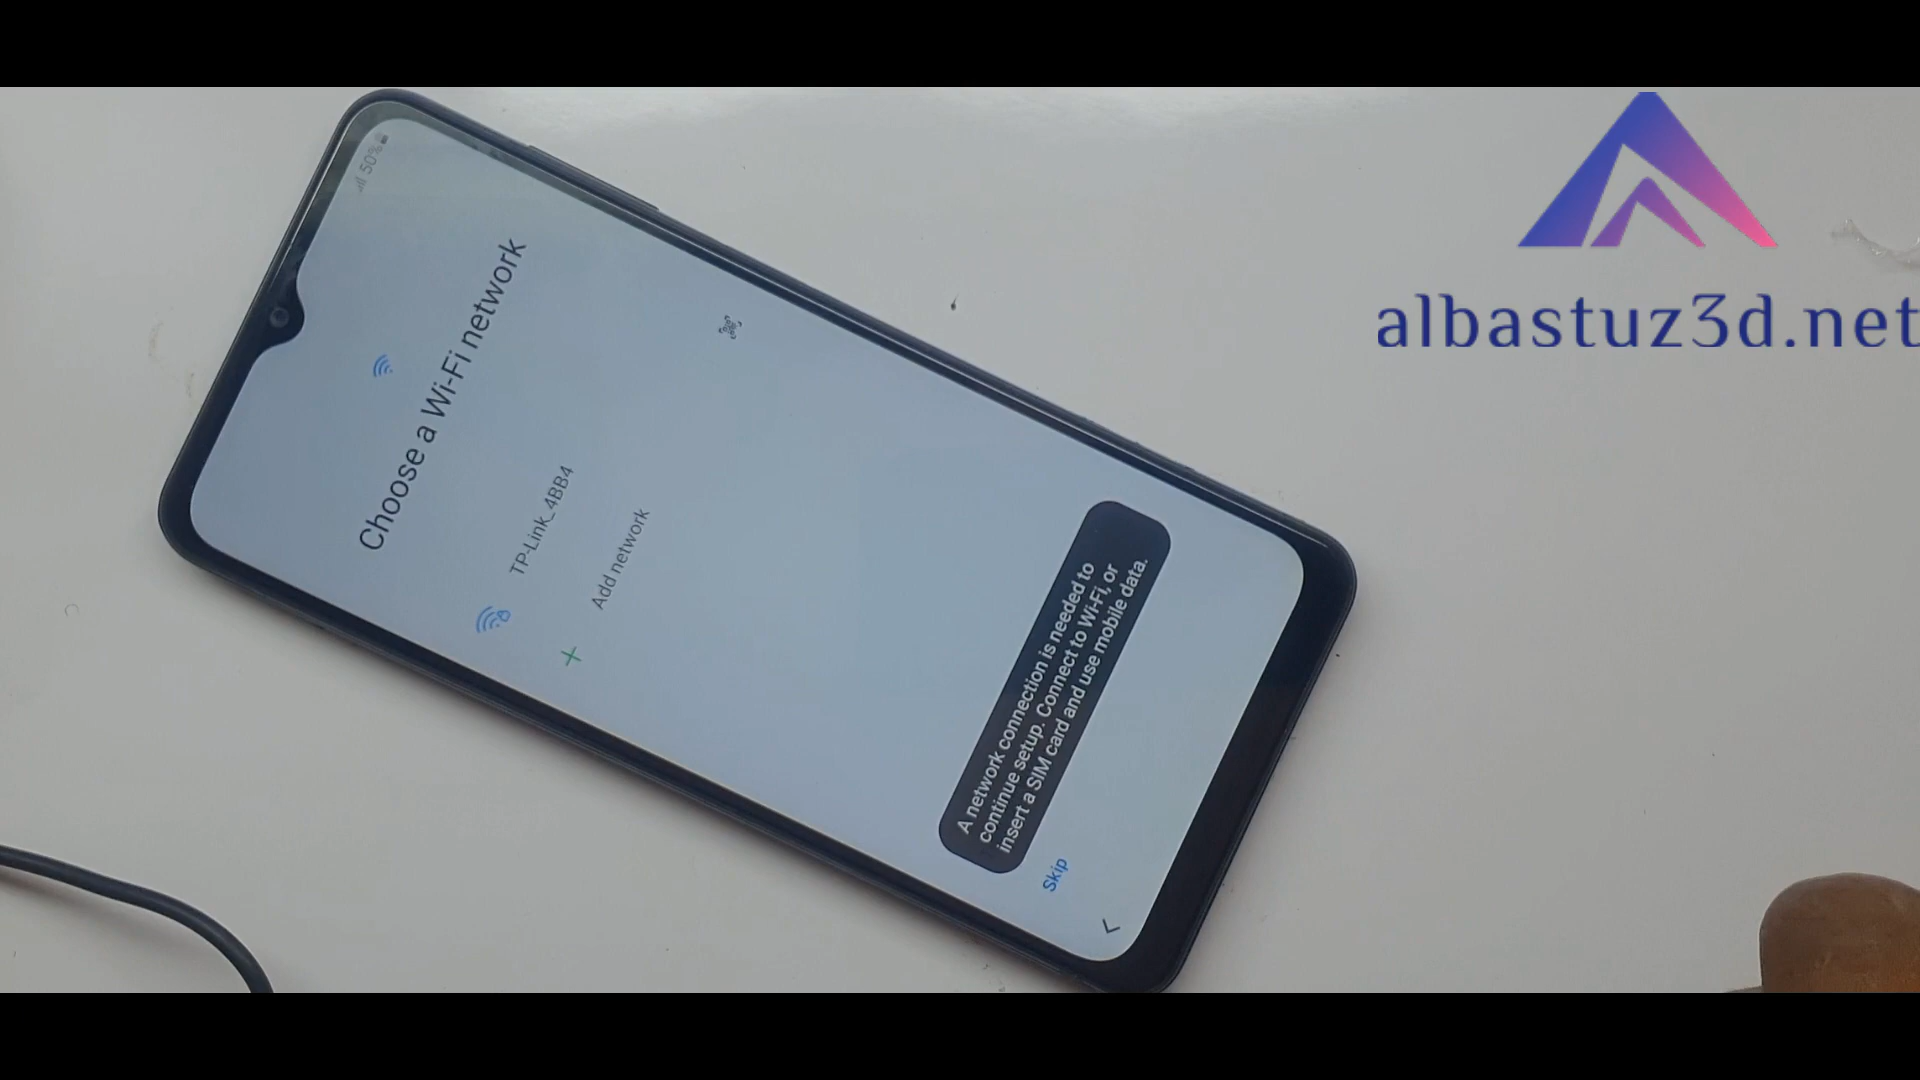 50%
Choose a Wi-Fi network
TP-Link_4BB4
Add network
A network connection is needed to
continue setup. Connect to Wi-Fi, or
insert a SIM card and use mobile data.
Skip
albastuz3d.net